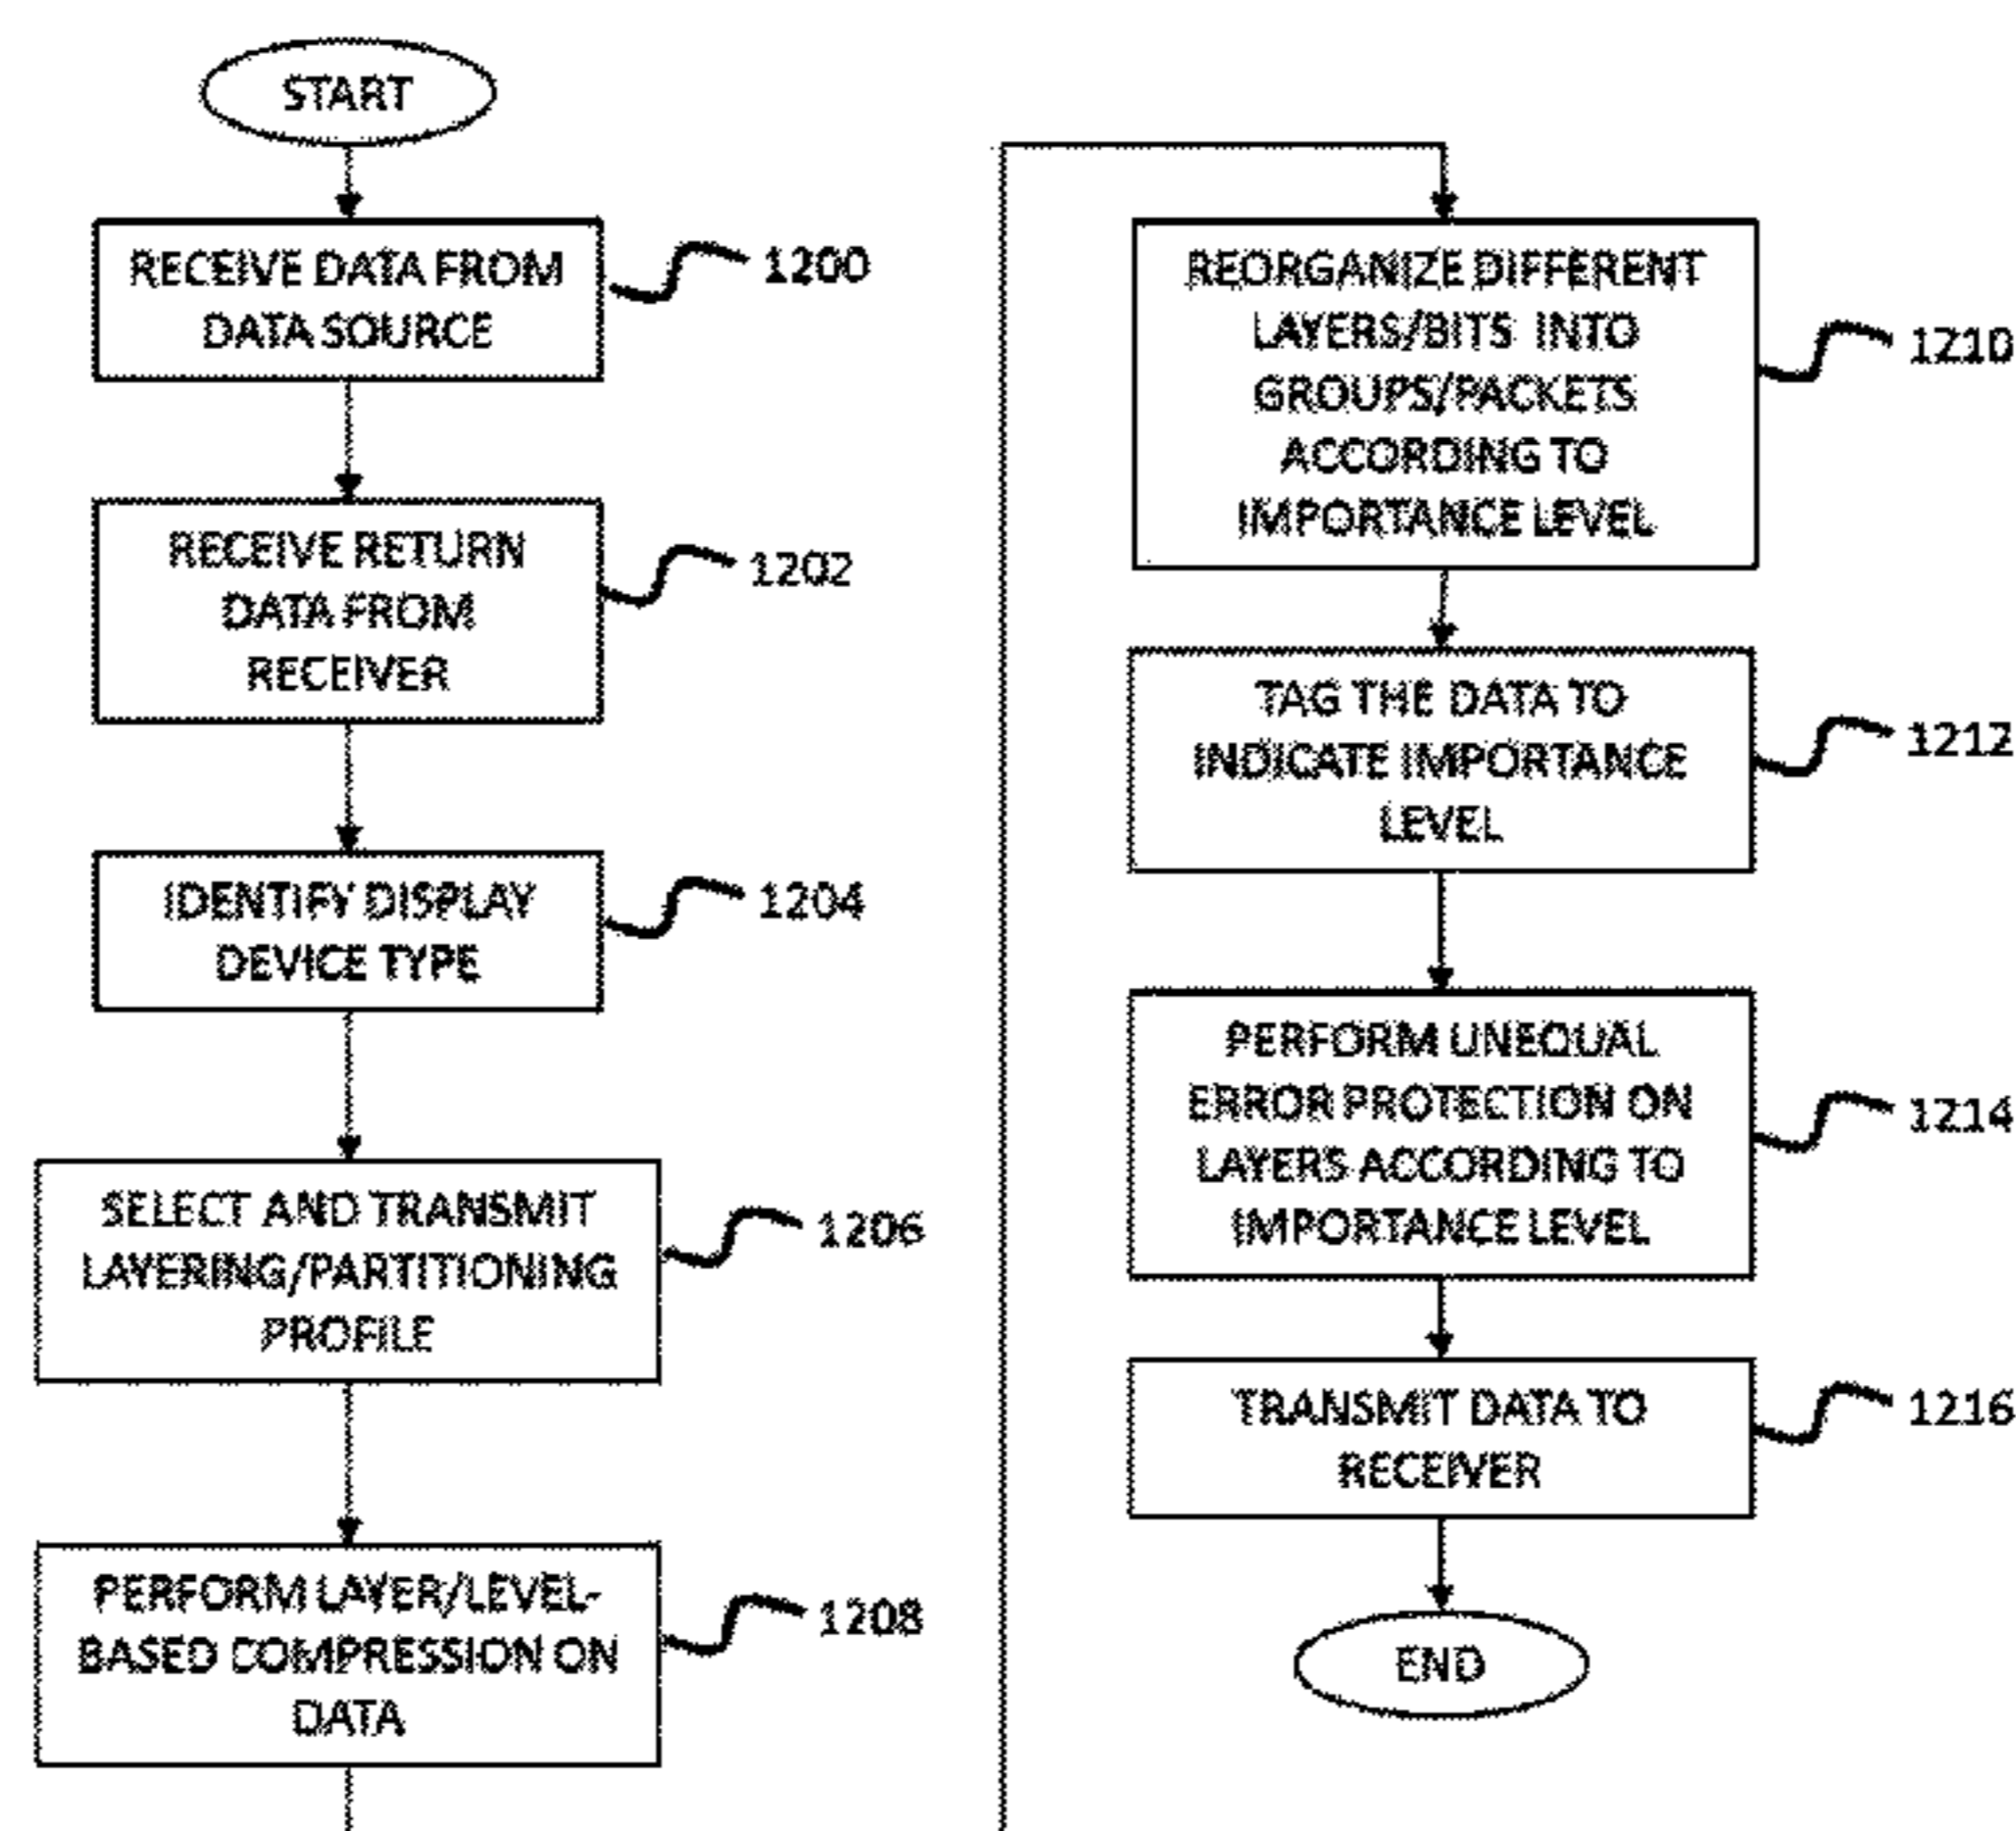 START
RECEIVE DATA FROM
DATA SOURCE
1200
RECEIVE RETURN
DATA FROM
RECEIVER
1202
IDENTIFY DISPLAY
DEVICE TYPE
1204
SELECT AND TRANSMIT
LAYERING/PARTITIONING
PROFILE
1206
PERFORM LAYER/LEVEL-
BASED COMPRESSION ON
DATA
1208
REORGANIZE DIFFERENT
LAYERS/BITS INTO
GROUPS/PACKETS
ACCORDING TO
IMPORTANCE LEVEL
1210
TAG THE DATA TO
INDICATE IMPORTANCE
LEVEL
1212
PERFORM UNEQUAL
ERROR PROTECTION ON
LAYERS ACCORDING TO
IMPORTANCE LEVEL
1214
TRANSMIT DATA TO
RECEIVER
1216
END